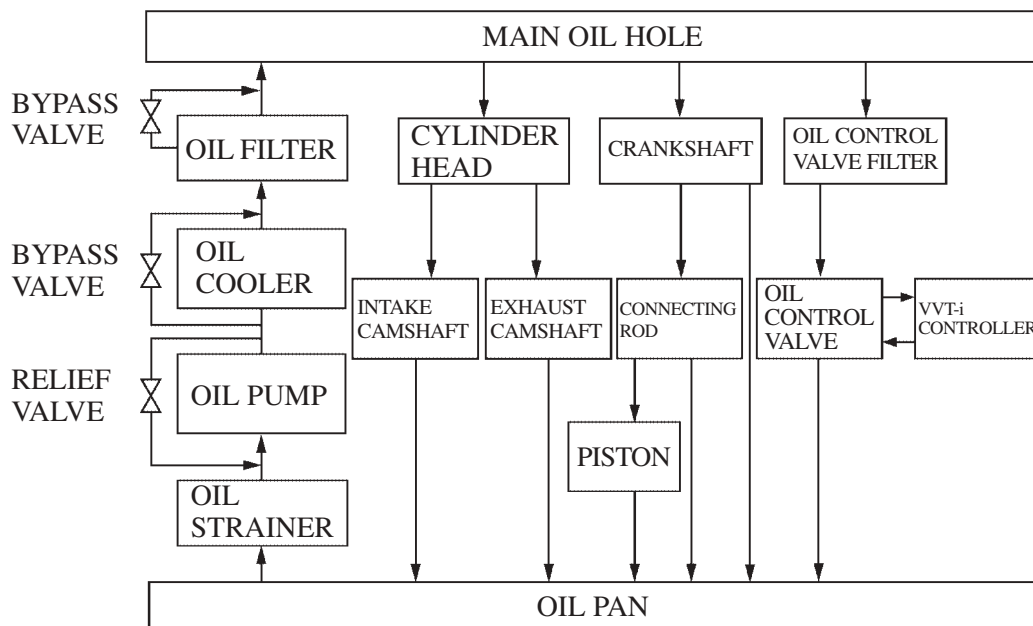 MAIN OIL HOLE
BYPASS
VALVE
OIL FILTER
CYLINDER
HEAD
CRANKSHAFT
OIL CONTROL
VALVE FILTER
BYPASS
VALVE
OIL
COOLER
INTAKE
CAMSHAFT
EXHAUST
CAMSHAFT
CONNECTING
ROD
OIL
CONTROL
VALVE
VVT-i
CONTROLLER
RELIEF
VALVE
OIL PUMP
PISTON
OIL
STRAINER
OIL PAN